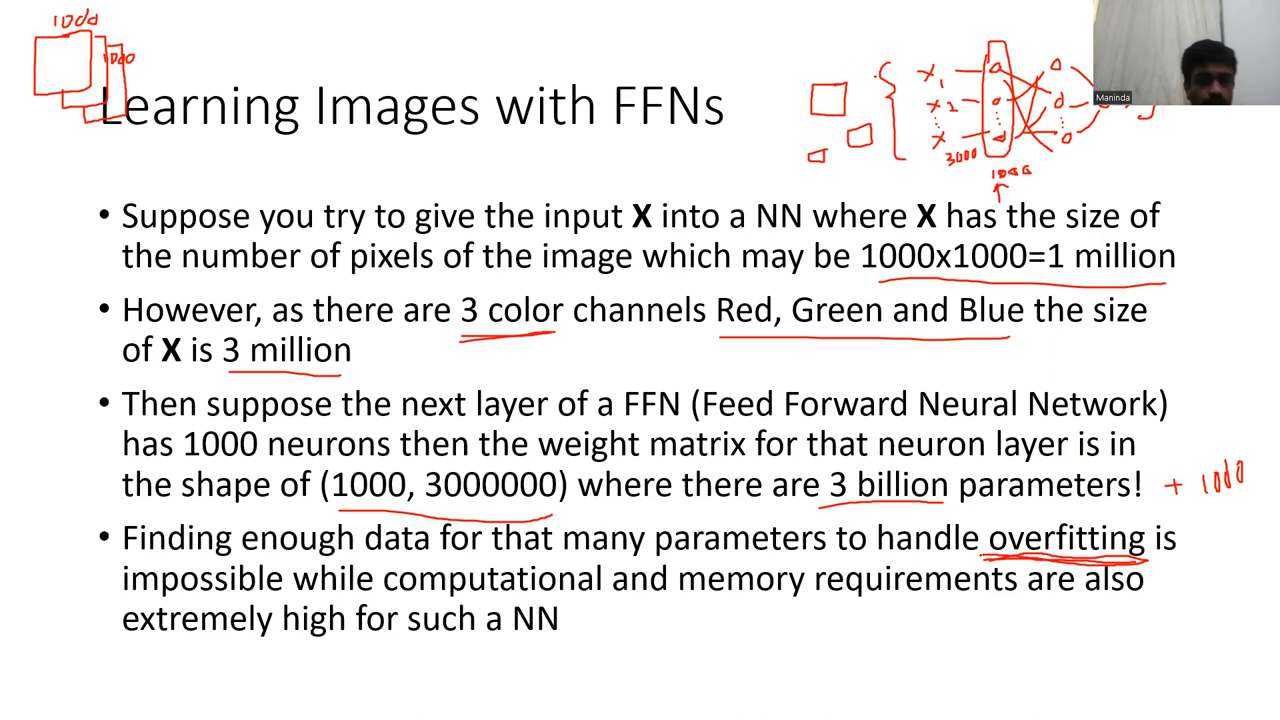 1000
1000
Learning Images with FFNs
x1
x2
x
3000
1000
Maninda
• Suppose you try to give the input X into a NN where X has the size of
the number of pixels of the image which may be 1000x1000=1 million
• However, as there are 3 color channels Red, Green and Blue the size
of X is 3 million
• Then suppose the next layer of a FFN (Feed Forward Neural Network)
has 1000 neurons then the weight matrix for that neuron layer is in
the shape of (1000, 3000000) where there are 3 billion parameters! + 1000
• Finding enough data for that many parameters to handle overfitting is
impossible while computational and memory requirements are also
extremely high for such a NN